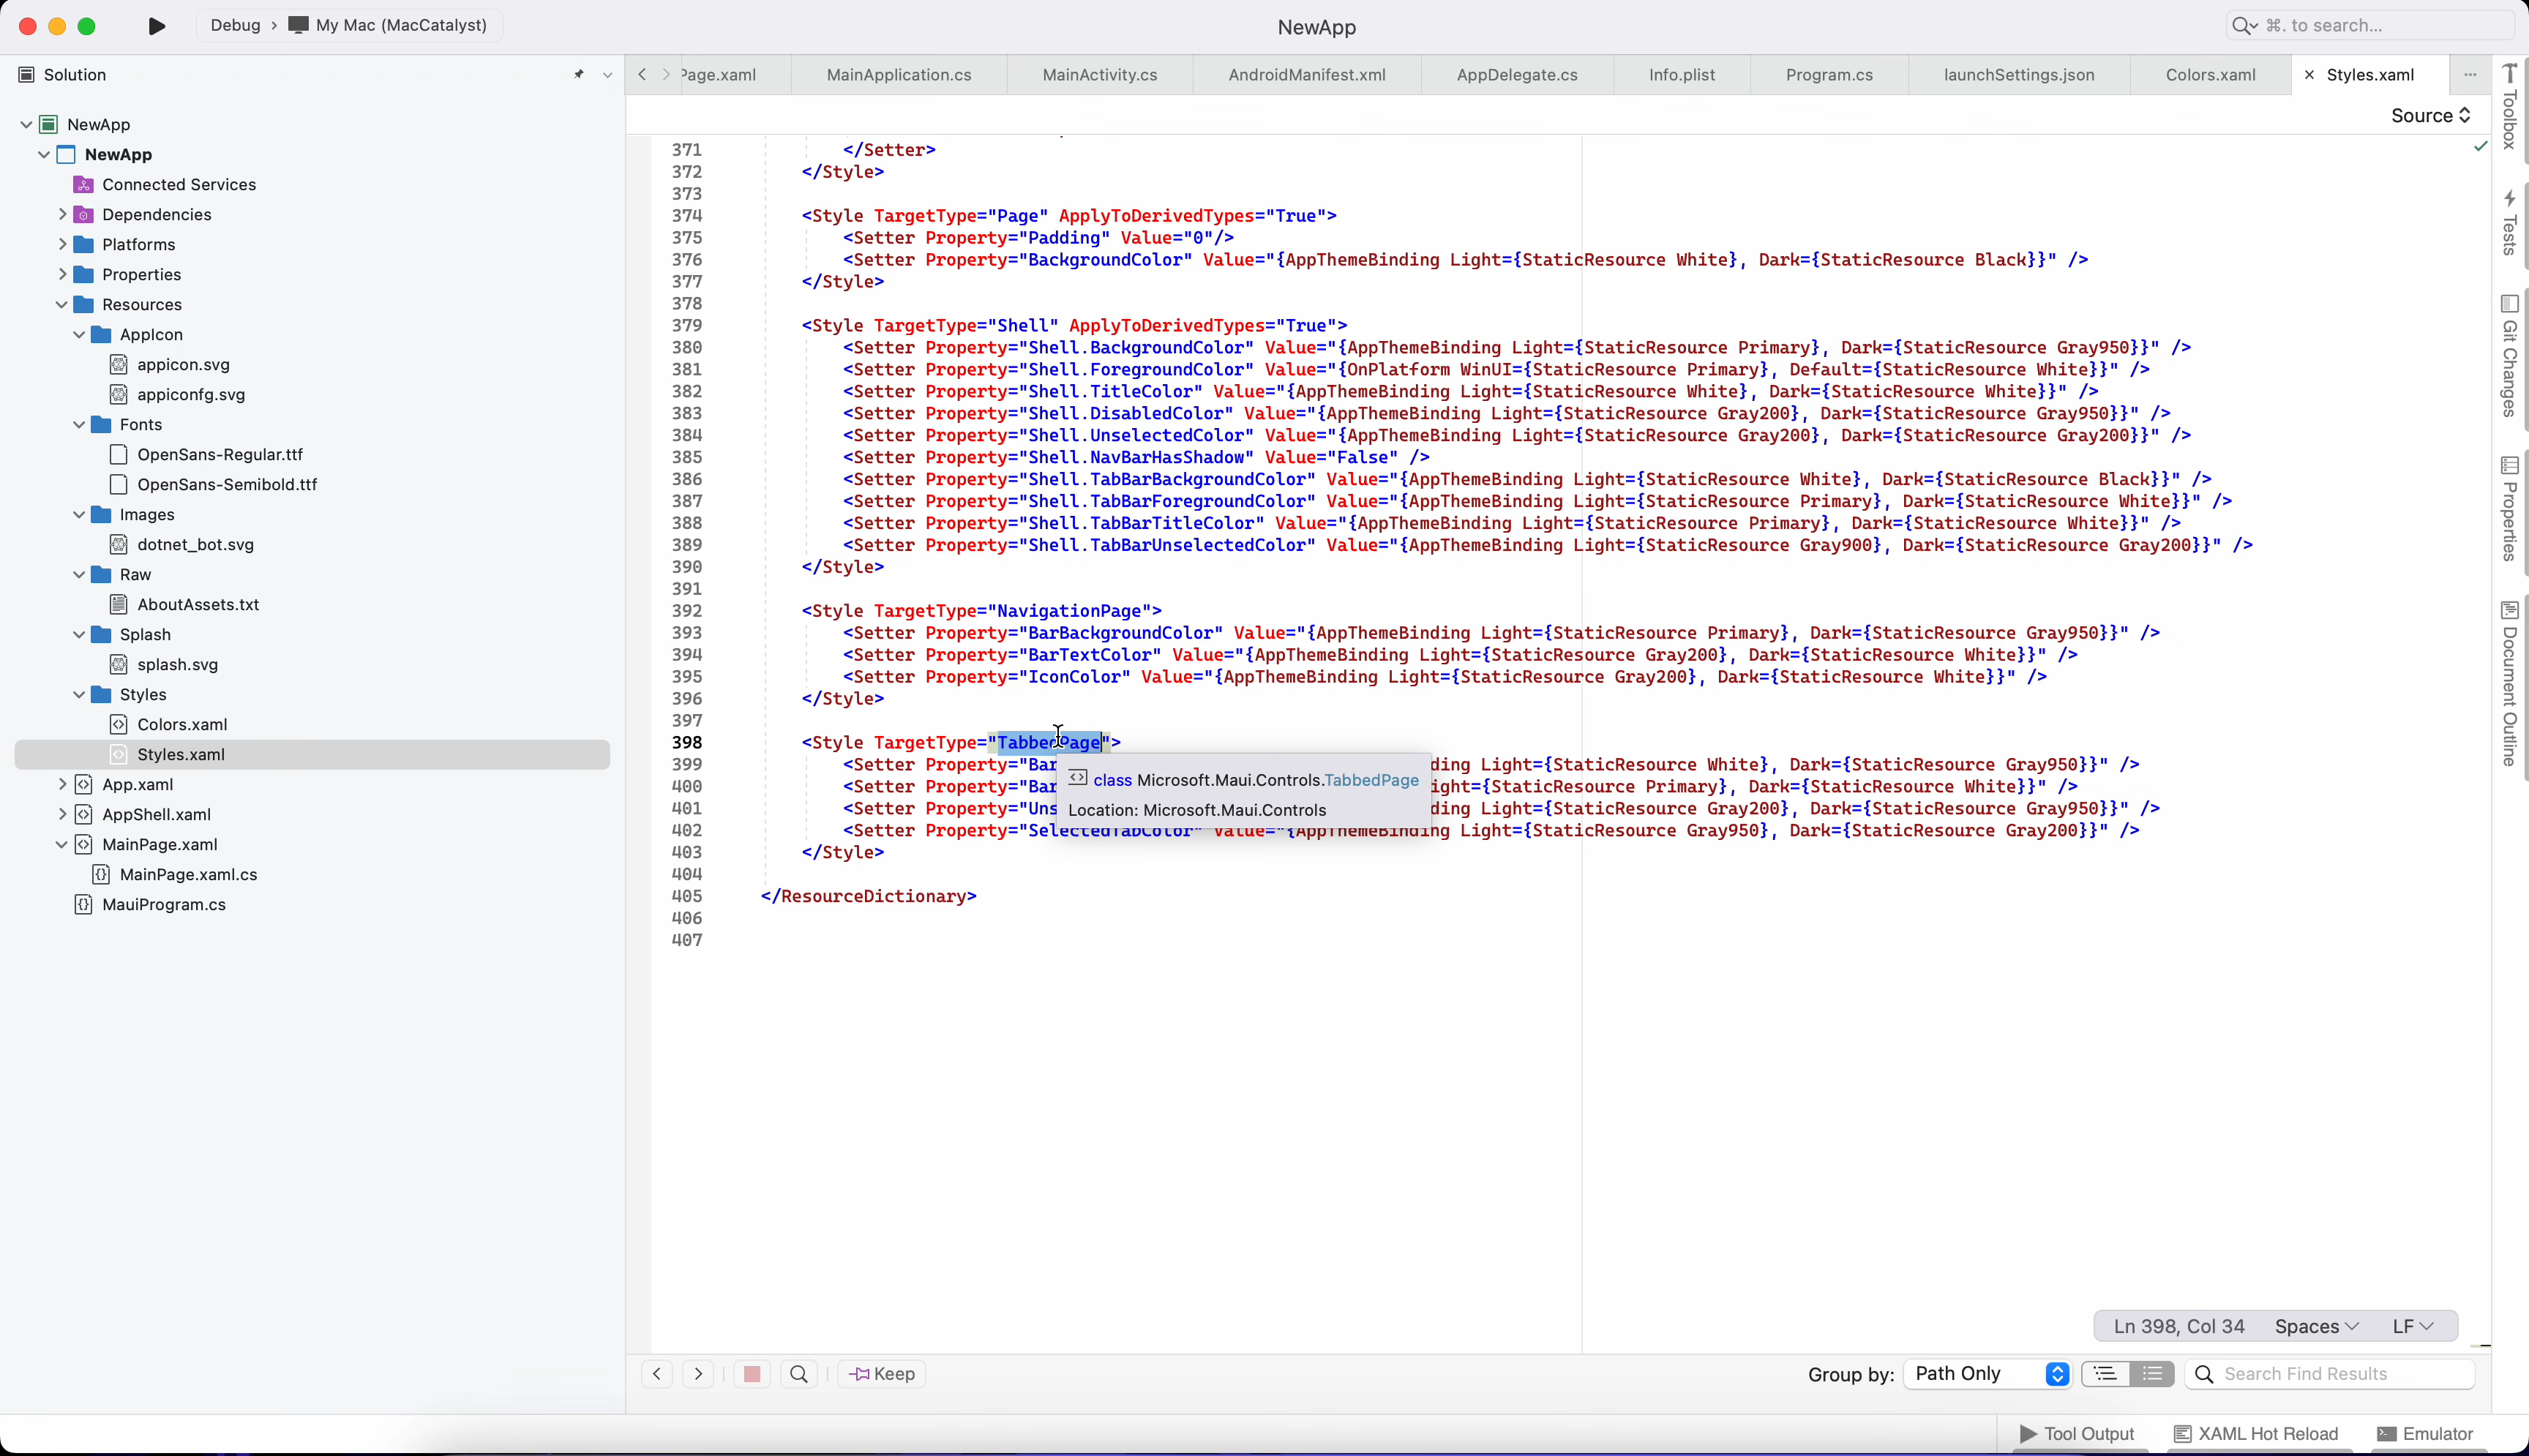 Debug › My Mac (MacCatalyst)
NewApp
⌘. to search...
Solution
Page.xaml
MainApplication.cs
MainActivity.cs
AndroidManifest.xml
AppDelegate.cs
Info.plist
Program.cs
launchSettings.json
Colors.xaml
× Styles.xaml
Source
NewApp
NewApp
Connected Services
Dependencies
Platforms
Properties
Resources
AppIcon
appicon.svg
appiconfg.svg
Fonts
OpenSans-Regular.ttf
OpenSans-Semibold.ttf
Images
dotnet_bot.svg
Raw
AboutAssets.txt
Splash
splash.svg
Styles
Colors.xaml
Styles.xaml
App.xaml
AppShell.xaml
MainPage.xaml
MainPage.xaml.cs
MauiProgram.cs
371 </Setter>
372 </Style>
373
374 <Style TargetType="Page" ApplyToDerivedTypes="True">
375 <Setter Property="Padding" Value="0"/>
376 <Setter Property="BackgroundColor" Value="{AppThemeBinding Light={StaticResource White}, Dark={StaticResource Black}}" />
377 </Style>
378
379 <Style TargetType="Shell" ApplyToDerivedTypes="True">
380 <Setter Property="Shell.BackgroundColor" Value="{AppThemeBinding Light={StaticResource Primary}, Dark={StaticResource Gray950}}" />
381 <Setter Property="Shell.ForegroundColor" Value="{OnPlatform WinUI={StaticResource Primary}, Default={StaticResource White}}" />
382 <Setter Property="Shell.TitleColor" Value="{AppThemeBinding Light={StaticResource White}, Dark={StaticResource White}}" />
383 <Setter Property="Shell.DisabledColor" Value="{AppThemeBinding Light={StaticResource Gray200}, Dark={StaticResource Gray950}}" />
384 <Setter Property="Shell.UnselectedColor" Value="{AppThemeBinding Light={StaticResource Gray200}, Dark={StaticResource Gray200}}" />
385 <Setter Property="Shell.NavBarHasShadow" Value="False" />
386 <Setter Property="Shell.TabBarBackgroundColor" Value="{AppThemeBinding Light={StaticResource White}, Dark={StaticResource Black}}" />
387 <Setter Property="Shell.TabBarForegroundColor" Value="{AppThemeBinding Light={StaticResource Primary}, Dark={StaticResource White}}" />
388 <Setter Property="Shell.TabBarTitleColor" Value="{AppThemeBinding Light={StaticResource Primary}, Dark={StaticResource White}}" />
389 <Setter Property="Shell.TabBarUnselectedColor" Value="{AppThemeBinding Light={StaticResource Gray900}, Dark={StaticResource Gray200}}" />
390 </Style>
391
392 <Style TargetType="NavigationPage">
393 <Setter Property="BarBackgroundColor" Value="{AppThemeBinding Light={StaticResource Primary}, Dark={StaticResource Gray950}}" />
394 <Setter Property="BarTextColor" Value="{AppThemeBinding Light={StaticResource Gray200}, Dark={StaticResource White}}" />
395 <Setter Property="IconColor" Value="{AppThemeBinding Light={StaticResource Gray200}, Dark={StaticResource White}}" />
396 </Style>
397
398 <Style TargetType="TabbedPage">
399 <Setter Property="Bar ding Light={StaticResource White}, Dark={StaticResource Gray950}}" />
400 <Setter Property="Bar ight={StaticResource Primary}, Dark={StaticResource White}}" />
401 <Setter Property="Uns ding Light={StaticResource Gray200}, Dark={StaticResource Gray950}}" />
402 <Setter Property="SelectedTabColor" Value="{AppThemeBinding Light={StaticResource Gray950}, Dark={StaticResource Gray200}}" />
403 </Style>
404
405 </ResourceDictionary>
406
407
class Microsoft.Maui.Controls.TabbedPage
Location: Microsoft.Maui.Controls
Toolbox
Tests
Git Changes
Properties
Document Outline
Ln 398, Col 34 Spaces LF
Keep
Group by: Path Only
Search Find Results
Tool Output
XAML Hot Reload
Emulator